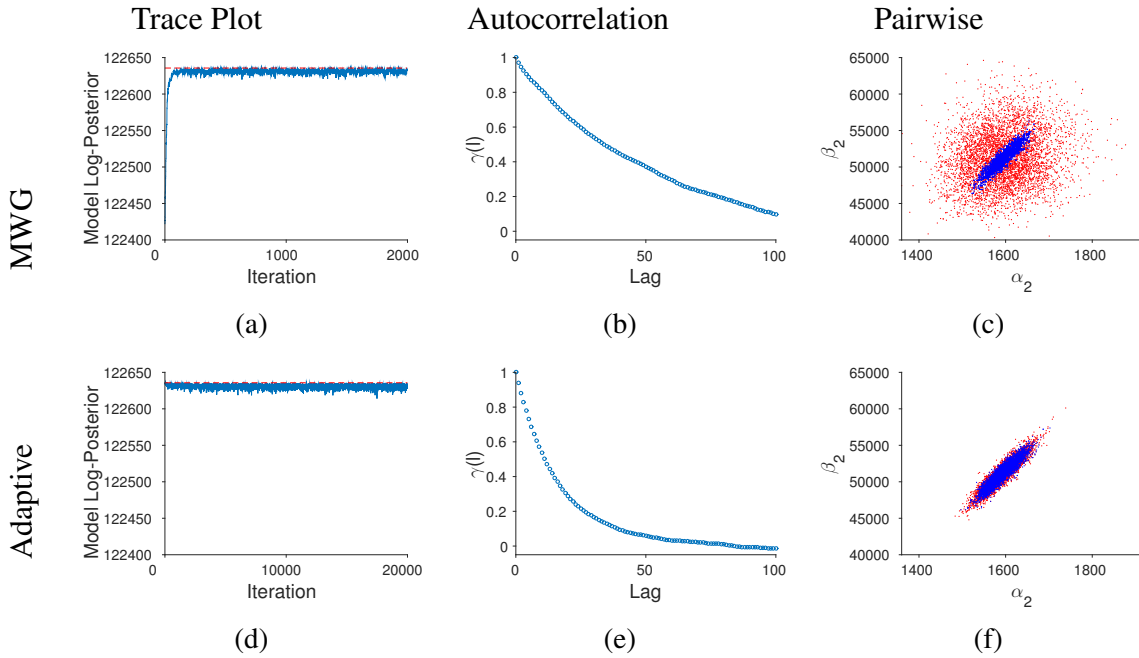 Trace Plot Autocorrelation Pairwise
MWG
Model Log-Posterior
122650
122600
122550
122500
122450
122400
0 1000 2000
Iteration
(a)
γ(l)
1
0.8
0.6
0.4
0.2
0
0 50 100
Lag
(b)
β2
65000
60000
55000
50000
45000
40000
1400 1600 1800
α2
(c)
Adaptive
Model Log-Posterior
122650
122600
122550
122500
122450
122400
0 10000 20000
Iteration
(d)
γ(l)
1
0.8
0.6
0.4
0.2
0
0 50 100
Lag
(e)
β2
65000
60000
55000
50000
45000
40000
1400 1600 1800
α2
(f)